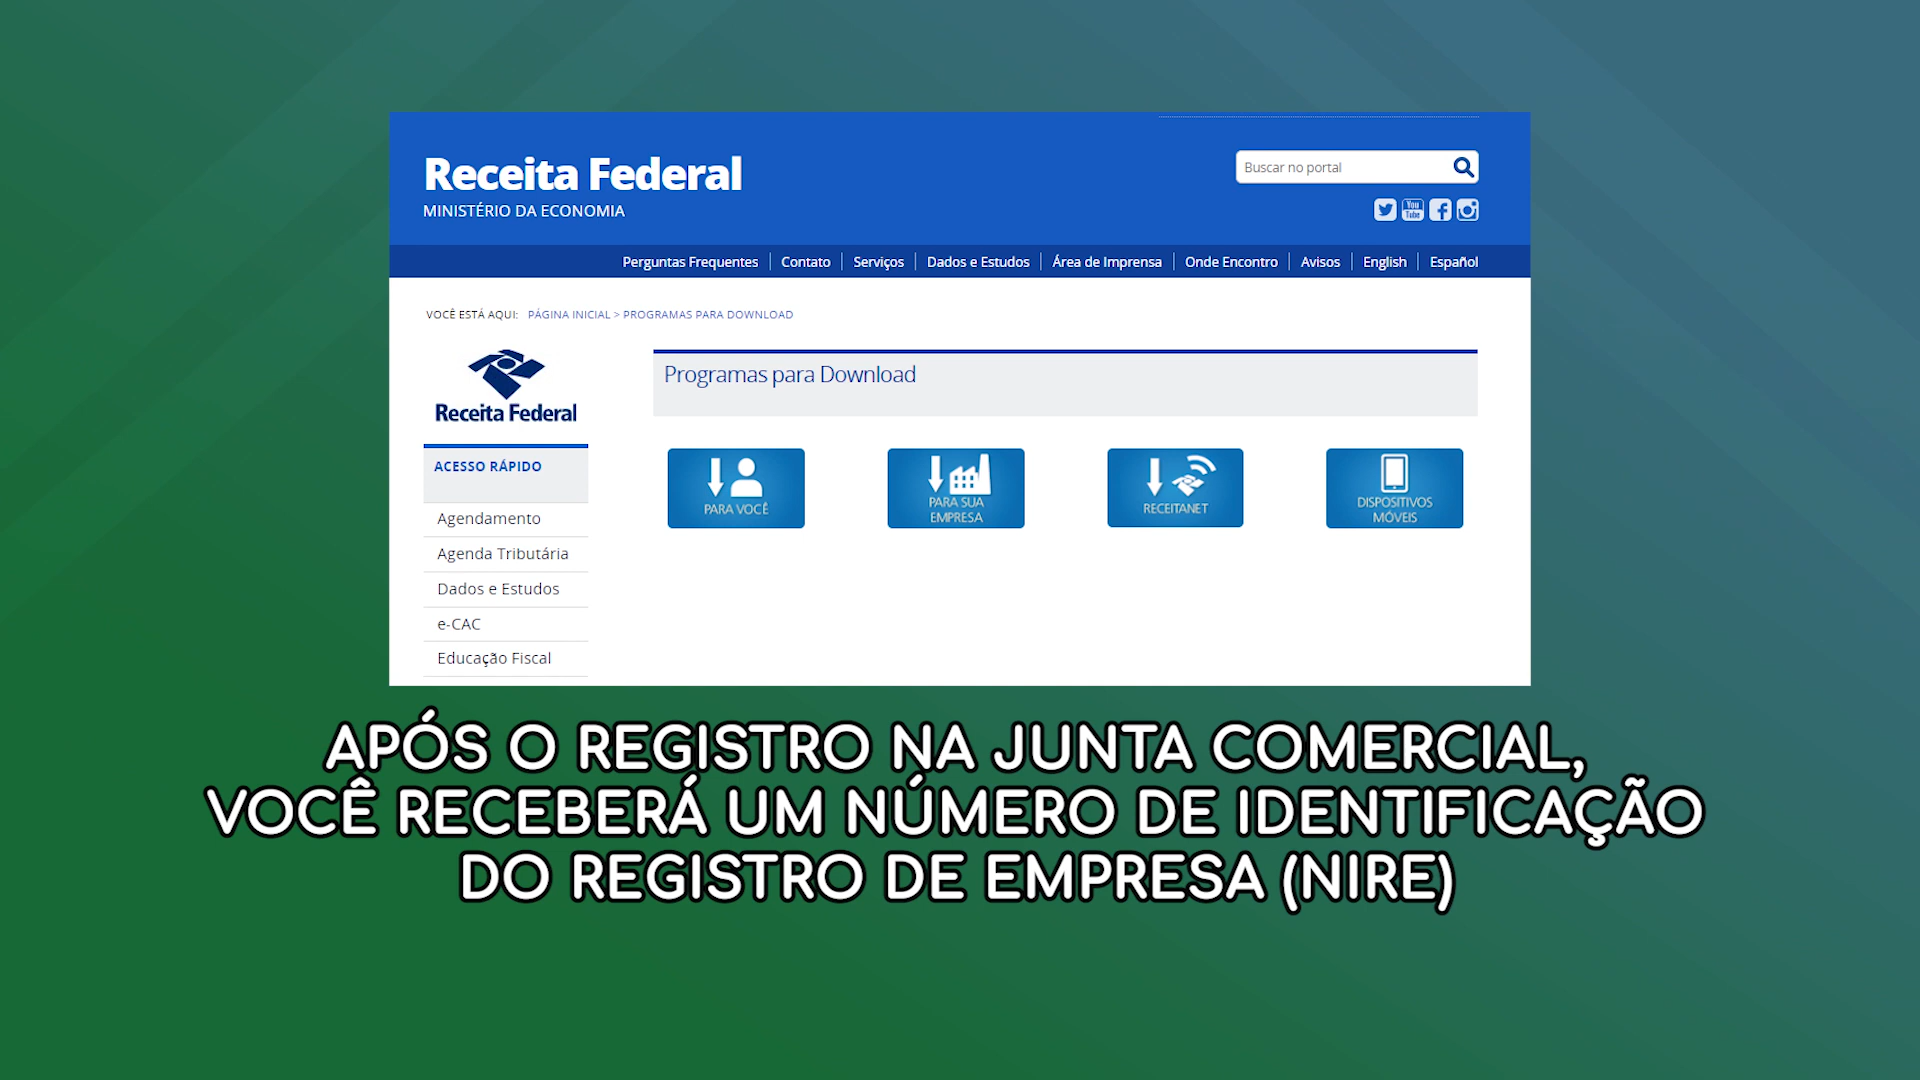 Receita Federal
MINISTÉRIO DA ECONOMIA
Buscar no portal
You
Tube
Perguntas Frequentes
Contato
Serviços
Dados e Estudos
Área de Imprensa
Onde Encontro
Avisos
English
Español
VOCÊ ESTÁ AQUI: PÁGINA INICIAL > PROGRAMAS PARA DOWNLOAD
Receita Federal
ACESSO RÁPIDO
Agendamento
Agenda Tributária
Dados e Estudos
e-CAC
Educação Fiscal
Programas para Download
PARA VOCÊ
PARA SUA
EMPRESA
RECEITANET
DISPOSITIVOS
MÓVEIS
APÓS O REGISTRO NA JUNTA COMERCIAL,
VOCÊ RECEBERÁ UM NÚMERO DE IDENTIFICAÇÃO
DO REGISTRO DE EMPRESA (NIRE)